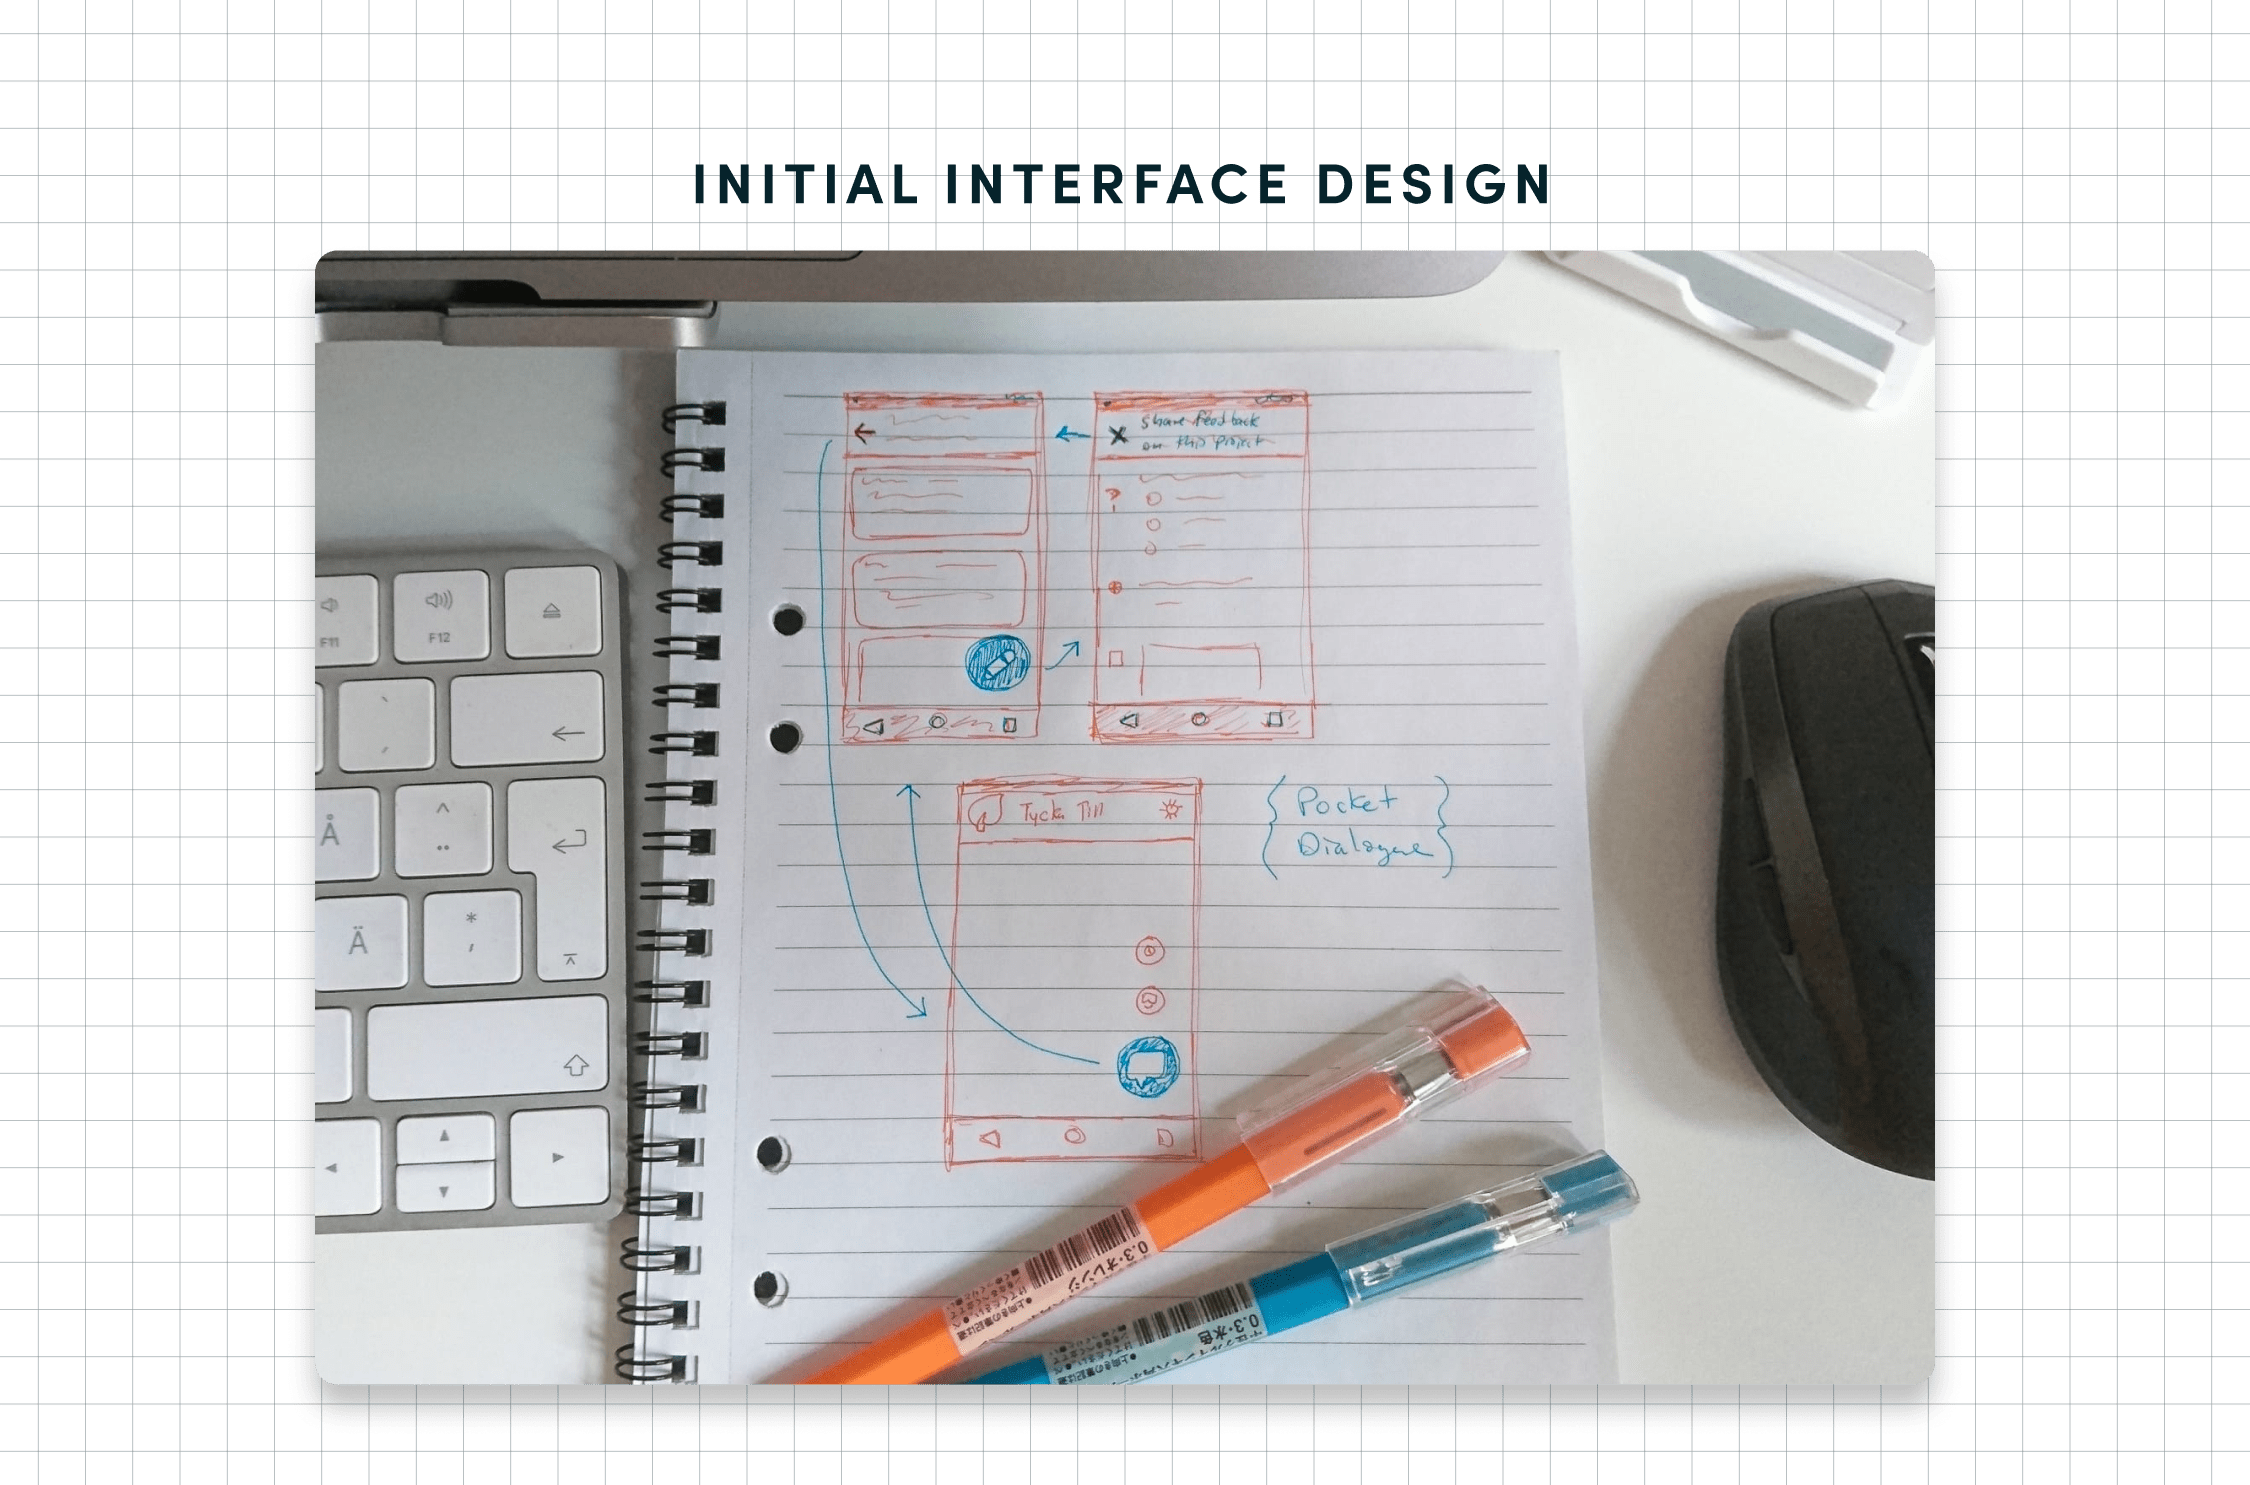 INITIAL INTERFACE DESIGN
Share feedback
on this project
Tyck Till
Pocket
Dialogue
F11
F12
Å
^
¨
Ä
*
'
0.3・オレンジ
0.3・水色